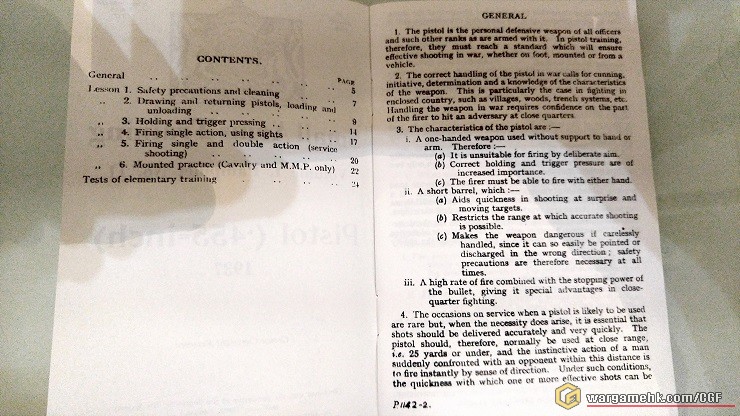 CONTENTS.
PAGE
General .. .. .. .. .. ..
Lesson 1. Safety precautions and cleaning .. .. 5
,, 2. Drawing and returning pistols, loading and
unloading .. .. .. .. 7
,, 3. Holding and trigger pressing .. .. .. 9
,, 4. Firing single action, using sights .. .. 14
,, 5. Firing single and double action (service
shooting) .. .. .. .. 17
,, 6. Mounted practice (Cavalry and M.M.P. only) 20
22
Tests of elementary training .. .. .. .. 24
GENERAL
1. The pistol is the personal defensive weapon of all officers
and such other ranks as are armed with it. In pistol training,
therefore, they must reach a standard which will ensure
effective shooting in war, whether on foot, mounted or from a
vehicle.
2. The correct handling of the pistol in war calls for cunning,
initiative, determination and a knowledge of the characteristics
of the weapon. This is particularly the case in fighting in
enclosed country, such as villages, woods, trench systems, etc.
Handling the weapon in war requires confidence on the part
of the firer to hit an adversary at close quarters.
3. The characteristics of the pistol are :—
i. A one-handed weapon used without support to hand or
arm. Therefore :—
(a) It is unsuitable for firing by deliberate aim.
(b) Correct holding and trigger pressure are of
increased importance.
(c) The firer must be able to fire with either hand.
ii. A short barrel, which :—
(a) Aids quickness in shooting at surprise and
moving targets.
(b) Restricts the range at which accurate shooting
is possible.
(c) Makes the weapon dangerous if carelessly
handled, since it can so easily be pointed or
discharged in the wrong direction ; safety
precautions are therefore necessary at all
times.
iii. A high rate of fire combined with the stopping power of
the bullet, giving it special advantages in close-
quarter fighting.
4. The occasions on service when a pistol is likely to be used
are rare but, when the necessity does arise, it is essential that
shots should be delivered accurately and very quickly. The
pistol should, therefore, normally be used at close range,
i.e. 25 yards or under, and the instinctive action of a man
suddenly confronted with an opponent within this distance is
to fire instantly by sense of direction. Under such conditions,
the quickness with which one or more effective shots can be
P1142-2.
wargamehk.com/CGF